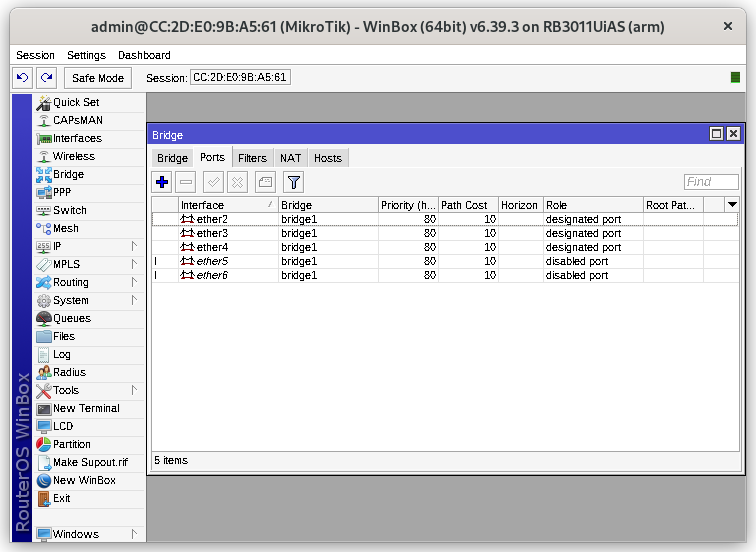 admin@CC:2D:E0:9B:A5:61 (MikroTik) - WinBox (64bit) v6.39.3 on RB3011UiAS (arm)
Session Settings Dashboard
Safe Mode Session: CC:2D:E0:9B:A5:61
RouterOS WinBox
Quick Set
CAPsMAN
Interfaces
Wireless
Bridge
PPP
Switch
Mesh
IP
MPLS
Routing
System
Queues
Files
Log
Radius
Tools
New Terminal
LCD
Partition
Make Supout.rif
New WinBox
Exit
Windows
Bridge
Bridge Ports Filters NAT Hosts
Find
Interface Bridge Priority (h... Path Cost Horizon Role Root Pat...
ether2 bridge1 80 10 designated port
ether3 bridge1 80 10 designated port
ether4 bridge1 80 10 designated port
I ether5 bridge1 80 10 disabled port
I ether6 bridge1 80 10 disabled port
5 items